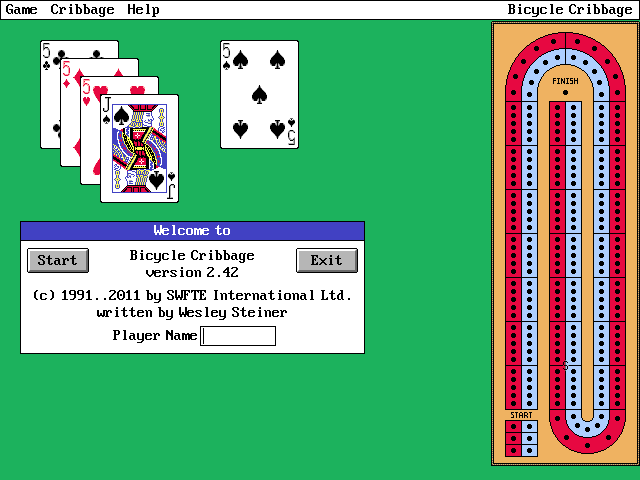 Game Cribbage Help
Bicycle Cribbage
5
5
5
J
J
5
5
FINISH
Welcome to
Start
Bicycle Cribbage
version 2.42
Exit
(c) 1991..2011 by SWFTE International Ltd.
written by Wesley Steiner
Player Name
START